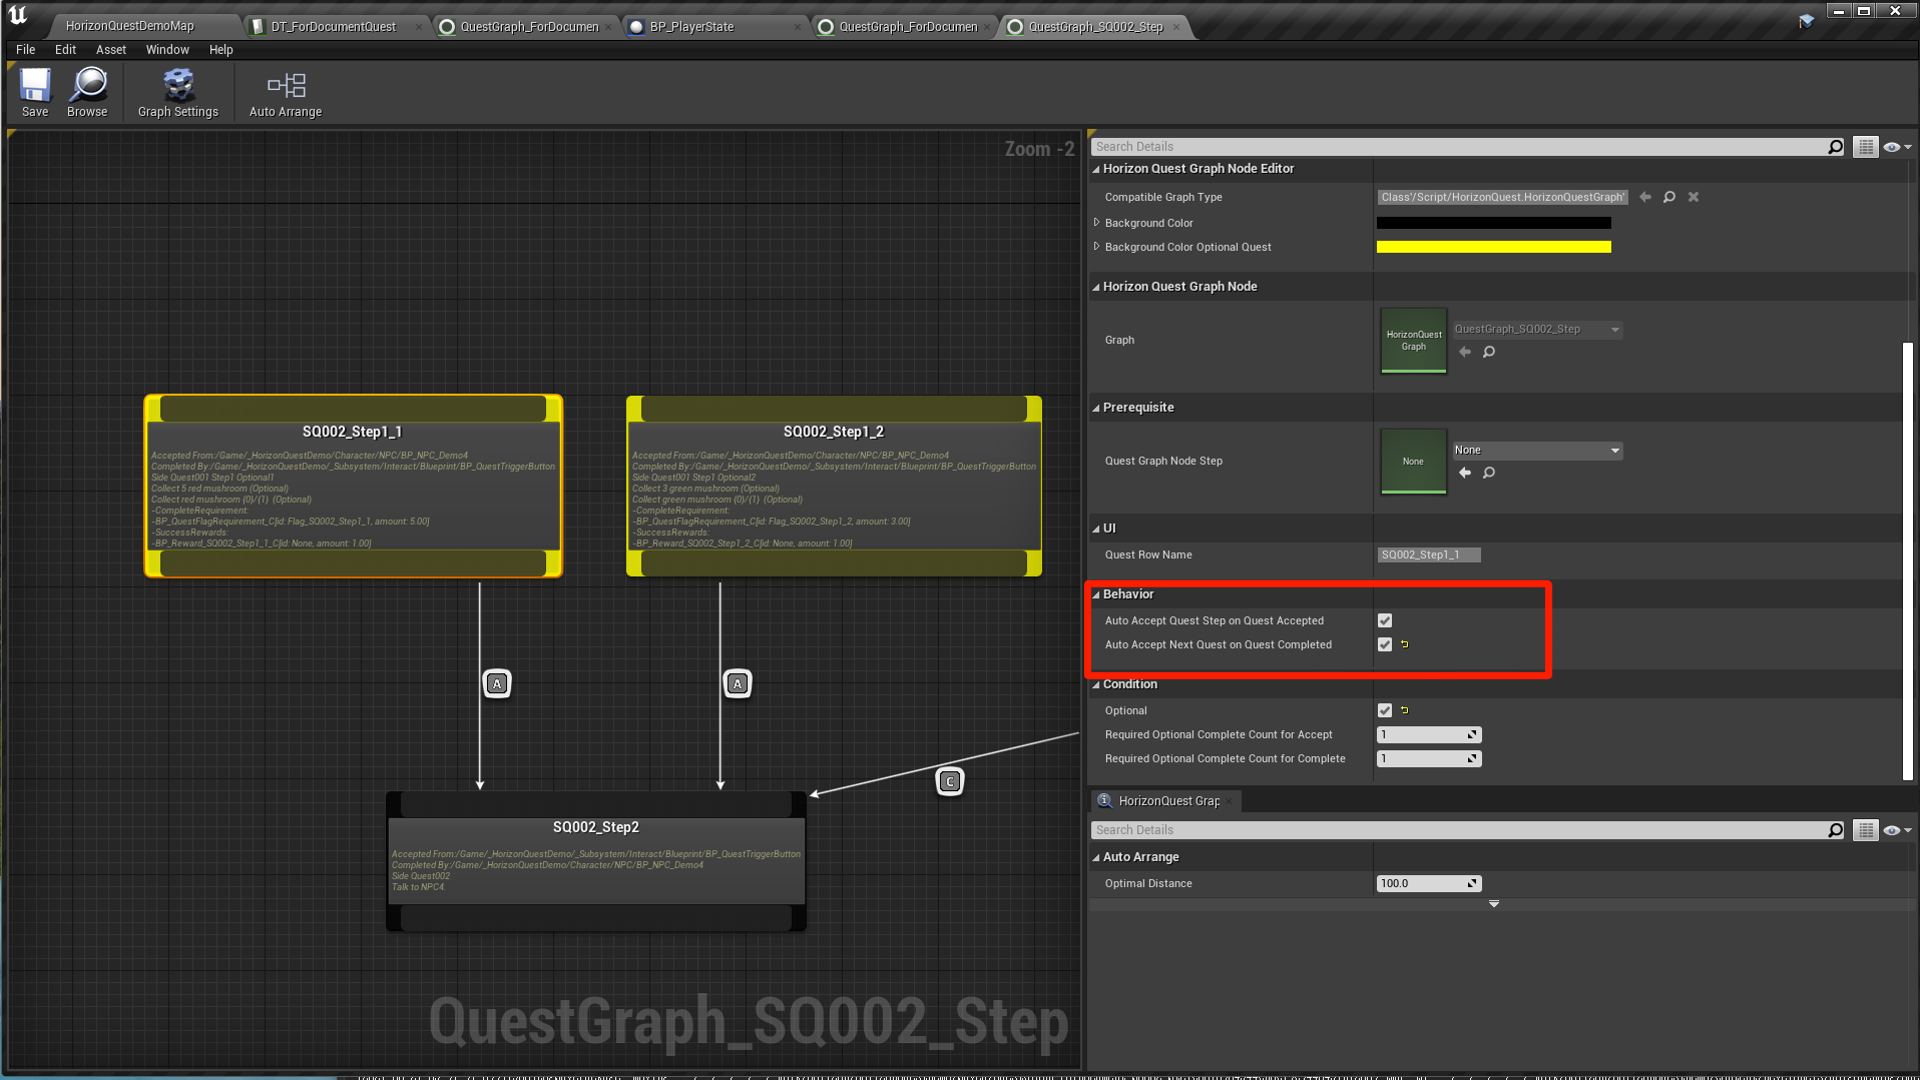 HorizonQuestDemoMap
DT_ForDocumentQuest
QuestGraph_ForDocumen
BP_PlayerState
QuestGraph_ForDocumen
QuestGraph_SQ002_Step
File Edit Asset Window Help
Save
Browse
Graph Settings
Auto Arrange
Zoom -2
SQ002_Step1_1
Accepted From:/Game/_HorizonQuestDemo/Character/NPC/BP_NPC_Demo4
Completed By:/Game/_HorizonQuestDemo/_Subsystem/Interact/Blueprint/BP_QuestTriggerButton
Side Quest001 Step1 Optional1
Collect 5 red mushroom (Optional)
Collect red mushroom {0}/{1} (Optional)
-CompleteRequirement:
-BP_QuestFlagRequirement_C[id: Flag_SQ002_Step1_1, amount: 5.00]
-SuccessRewards:
-BP_Reward_SQ002_Step1_1_C[id: None, amount: 1.00]
SQ002_Step1_2
Accepted From:/Game/_HorizonQuestDemo/Character/NPC/BP_NPC_Demo4
Completed By:/Game/_HorizonQuestDemo/_Subsystem/Interact/Blueprint/BP_QuestTriggerButton
Side Quest001 Step1 Optional2
Collect 3 green mushroom (Optional)
Collect green mushroom {0}/{1} (Optional)
-CompleteRequirement:
-BP_QuestFlagRequirement_C[id: Flag_SQ002_Step1_2, amount: 3.00]
-SuccessRewards:
-BP_Reward_SQ002_Step1_2_C[id: None, amount: 1.00]
A
A
C
SQ002_Step2
Accepted From:/Game/_HorizonQuestDemo/_Subsystem/Interact/Blueprint/BP_QuestTriggerButton
Completed By:/Game/_HorizonQuestDemo/Character/NPC/BP_NPC_Demo4
Side Quest002
Talk to NPC4.
QuestGraph_SQ002_Step
Search Details
Horizon Quest Graph Node Editor
Compatible Graph Type
Class'/Script/HorizonQuest.HorizonQuestGraph'
Background Color
Background Color Optional Quest
Horizon Quest Graph Node
Graph
HorizonQuest
Graph
QuestGraph_SQ002_Step
Prerequisite
Quest Graph Node Step
None
None
UI
Quest Row Name
SQ002_Step1_1
Behavior
Auto Accept Quest Step on Quest Accepted
Auto Accept Next Quest on Quest Completed
Condition
Optional
Required Optional Complete Count for Accept
1
Required Optional Complete Count for Complete
1
HorizonQuest Grap
Search Details
Auto Arrange
Optimal Distance
100.0